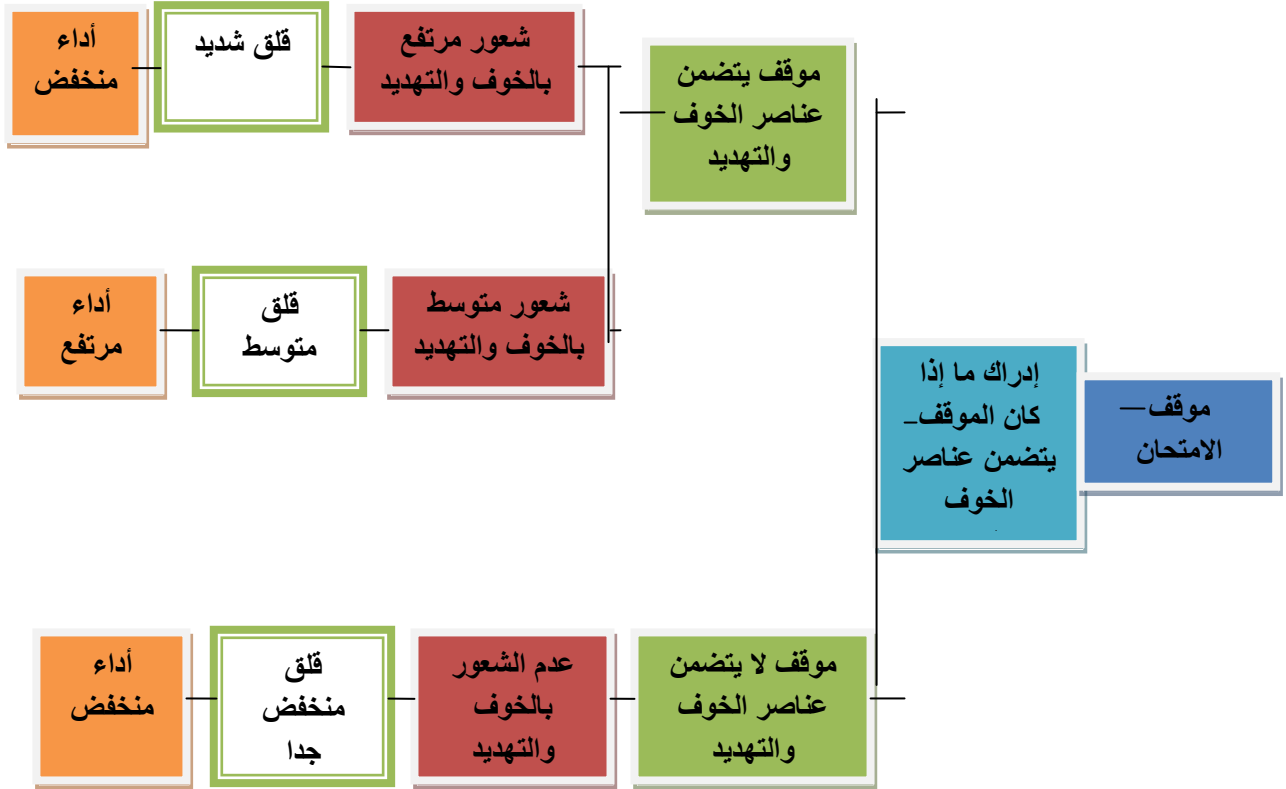 موقف—
الامتحان
إدراك ما إذا
كان الموقف_
يتضمن عناصر
الخوف
موقف يتضمن
عناصر الخوف
والتهديد
شعور مرتفع
بالخوف والتهديد
قلق شديد
أداء
منخفض
شعور متوسط
بالخوف والتهديد
قلق
متوسط
أداء
مرتفع
موقف لا يتضمن
عناصر الخوف
والتهديد
عدم الشعور
بالخوف
والتهديد
قلق
منخفض
جدا
أداء
منخفض